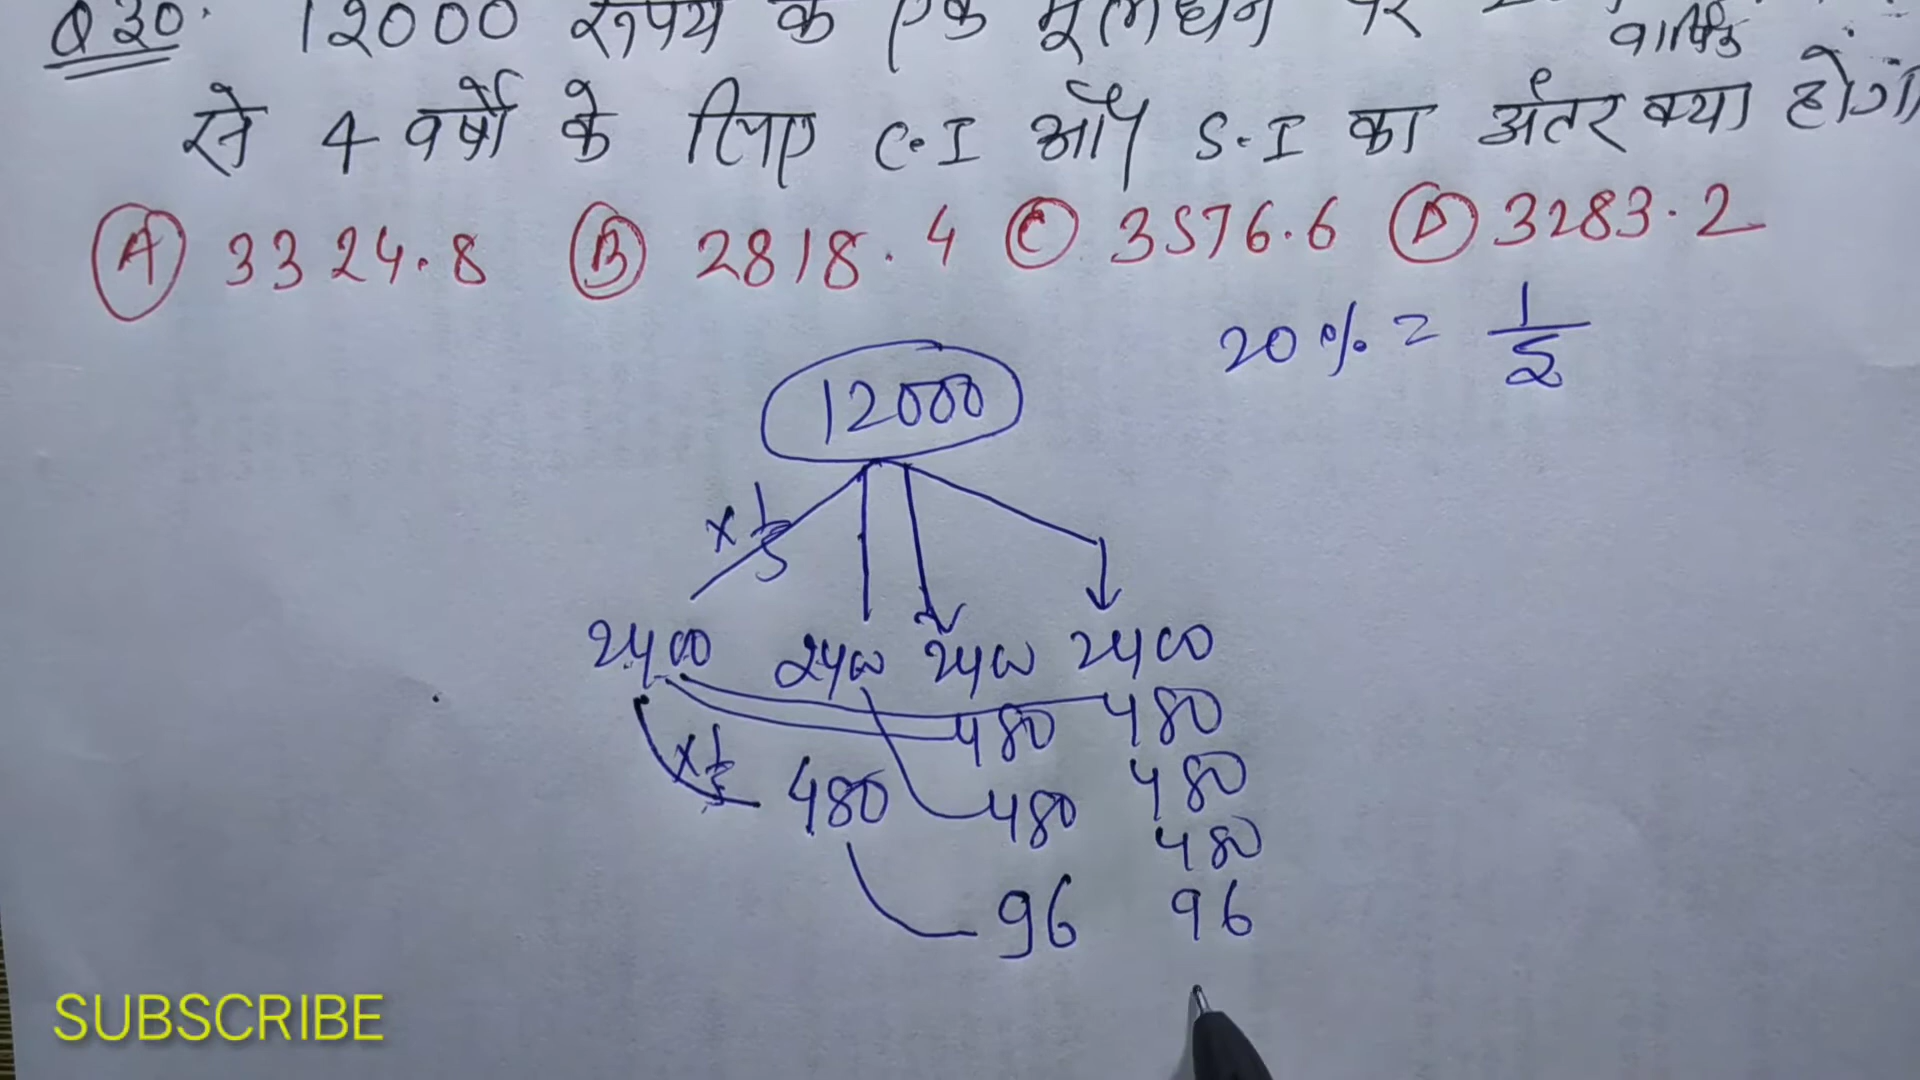 Q 30. 12000 रूपये के एक मूलधन पर
वार्षिक
से 4 वर्षो के लिए C.I और S.I का अंतर क्या होगा
(A) 3324.8 (B) 2818.4 (C) 3576.6 (D) 3283.2
20% = 1/5
12000
× 1/5
2400 2400 2400 2400
480 480
× 1/5 480 480 480
480
96 96
SUBSCRIBE